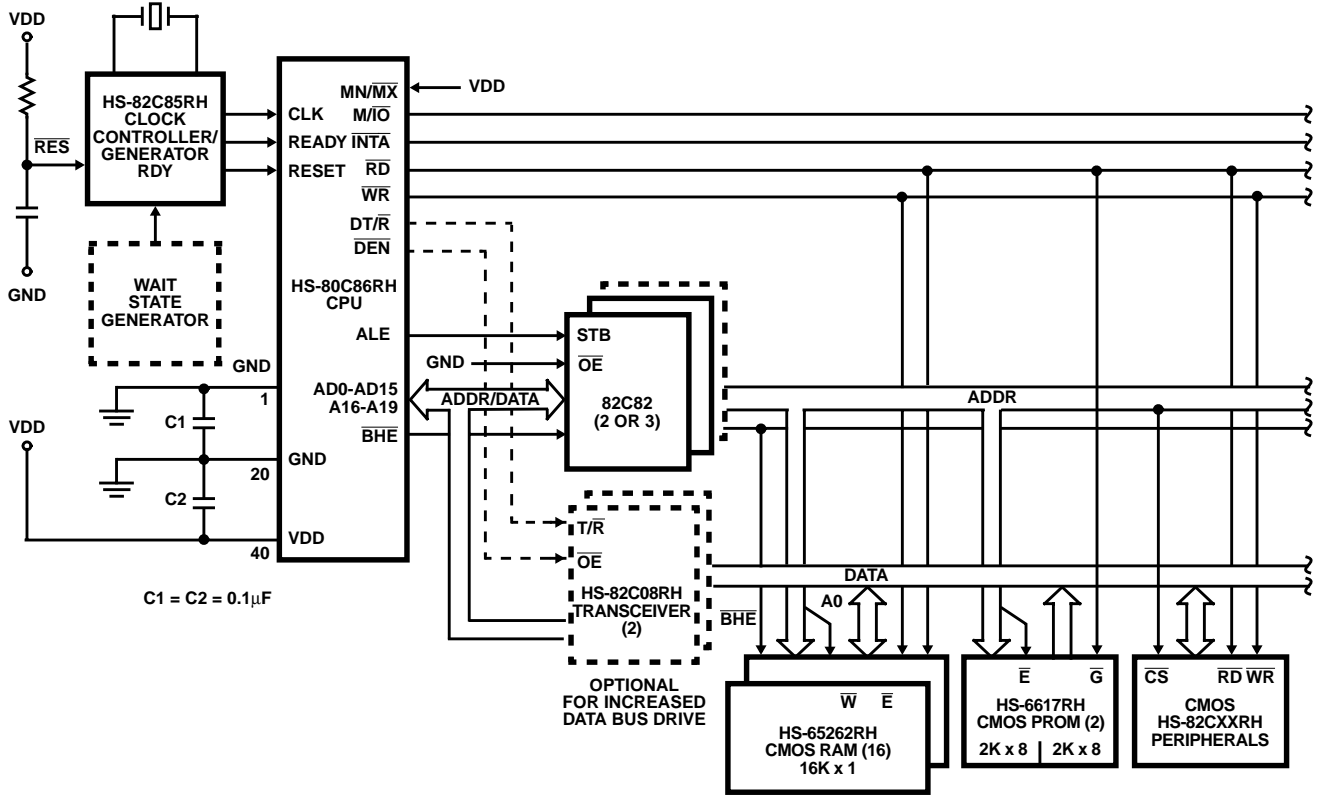 VDD
RES
GND
HS-82C85RH
CLOCK
CONTROLLER/
GENERATOR
RDY
WAIT
STATE
GENERATOR
MN/MX
VDD
CLK
M/IO
READY
INTA
RESET
RD
WR
DT/R
DEN
HS-80C86RH
CPU
ALE
GND
1
AD0-AD15
A16-A19
ADDR/DATA
BHE
C1
VDD
GND
20
C2
VDD
40
C1 = C2 = 0.1μF
STB
GND
OE
82C82
(2 OR 3)
ADDR
T/R
OE
HS-82C08RH
TRANSCEIVER
(2)
OPTIONAL
FOR INCREASED
DATA BUS DRIVE
DATA
BHE
A0
W
E
HS-65262RH
CMOS RAM (16)
16K x 1
E
G
HS-6617RH
CMOS PROM (2)
2K x 8
2K x 8
CS
RD WR
CMOS
HS-82CXXRH
PERIPHERALS